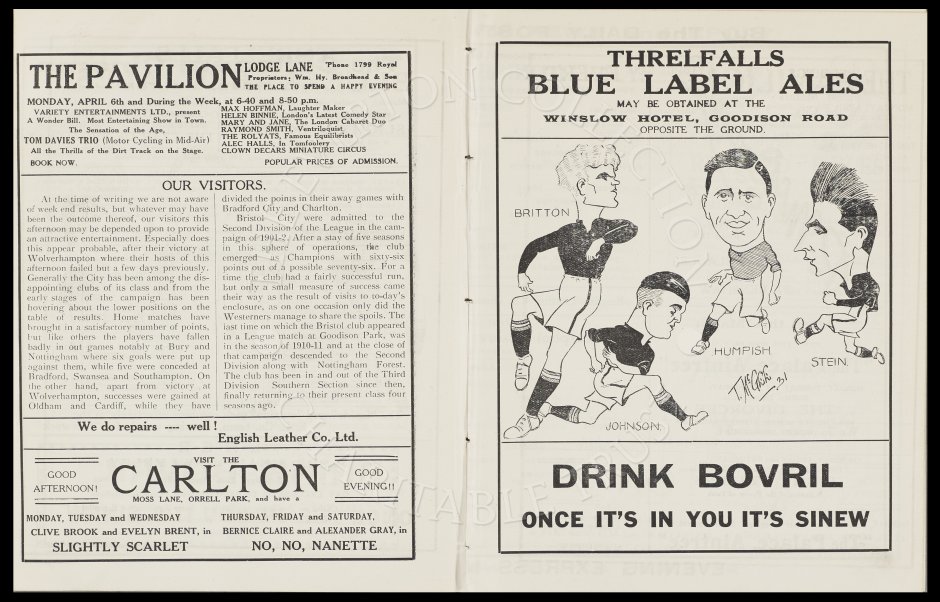 THE PAVILION
LODGE LANE 'Phone 1799 Royal
Proprietors; Wm. Hy. Broadhead & Son
THE PLACE TO SPEND A HAPPY EVENING
MONDAY, APRIL 6th and During the Week, at 6-40 and 8-50 p.m.
VARIETY ENTERTAINMENTS LTD., present
A Wonder Bill. Most Entertaining Show in Town.
The Sensation of the Age,
TOM DAVIES TRIO (Motor Cycling in Mid-Air)
All the Thrills of the Dirt Track on the Stage.
BOOK NOW.
MAX HOFFMAN, Laughter Maker
HELEN BINNIE, London's Latest Comedy Star
MARY AND JANE, The London Cabaret Duo
RAYMOND SMITH, Ventriloquist
THE ROLYATS, Famous Equilibrists
ALEC HALLS, In Tomfoolery
CLOWN DECARS MINIATURE CIRCUS
POPULAR PRICES OF ADMISSION.
OUR VISITORS.
At the time of writing we are not aware
of week end results, but whatever may have
been the outcome thereof, our visitors this
afternoon may be depended upon to provide
an attractive entertainment. Especially does
this appear probable, after their victory at
Wolverhampton where their hosts of this
afternoon failed but a few days previously.
Generally the City has been among the dis-
appointing clubs of its class and from the
early stages of the campaign has been
hovering about the lower positions on the
table of results. Home matches have
brought in a satisfactory number of points,
but like others the players have fallen
badly in out games notably at Bury and
Nottingham where six goals were put up
against them, while five were conceded at
Bradford, Swansea and Southampton. On
the other hand, apart from victory at
Wolverhampton, successes were gained at
Oldham and Cardiff, while they have
divided the points in their away games with
Bradford City and Charlton.
Bristol City were admitted to the
Second Division of the League in the cam-
paign of 1901-2. After a stay of five seasons
in this sphere of operations, the club
emerged as Champions with sixty-six
points out of a possible seventy-six. For a
time the club had a fairly successful run,
but only a small measure of success came
their way as the result of visits to to-day's
enclosure, as on one occasion only did the
Westerners manage to share the spoils. The
last time on which the Bristol club appeared
in a League match at Goodison Park, was
in the season of 1910-11 and at the close of
that campaign descended to the Second
Division along with Nottingham Forest.
The club has been in and out of the Third
Division Southern Section since then,
finally returning to their present class four
seasons ago.
We do repairs ---- well !
English Leather Co. Ltd.
GOOD
AFTERNOON!
VISIT THE
CARLTON
MOSS LANE, ORRELL PARK, and have a
GOOD
EVENING!!
MONDAY, TUESDAY and WEDNESDAY
CLIVE BROOK and EVELYN BRENT, in
SLIGHTLY SCARLET
THURSDAY, FRIDAY and SATURDAY,
BERNICE CLAIRE and ALEXANDER GRAY, in
NO, NO, NANETTE
THRELFALLS
BLUE LABEL ALES
MAY BE OBTAINED AT THE
WINSLOW HOTEL, GOODISON ROAD
OPPOSITE THE GROUND.
BRITTON
HUMPISH
STEIN.
JOHNSON
31
DRINK BOVRIL
ONCE IT'S IN YOU IT'S SINEW